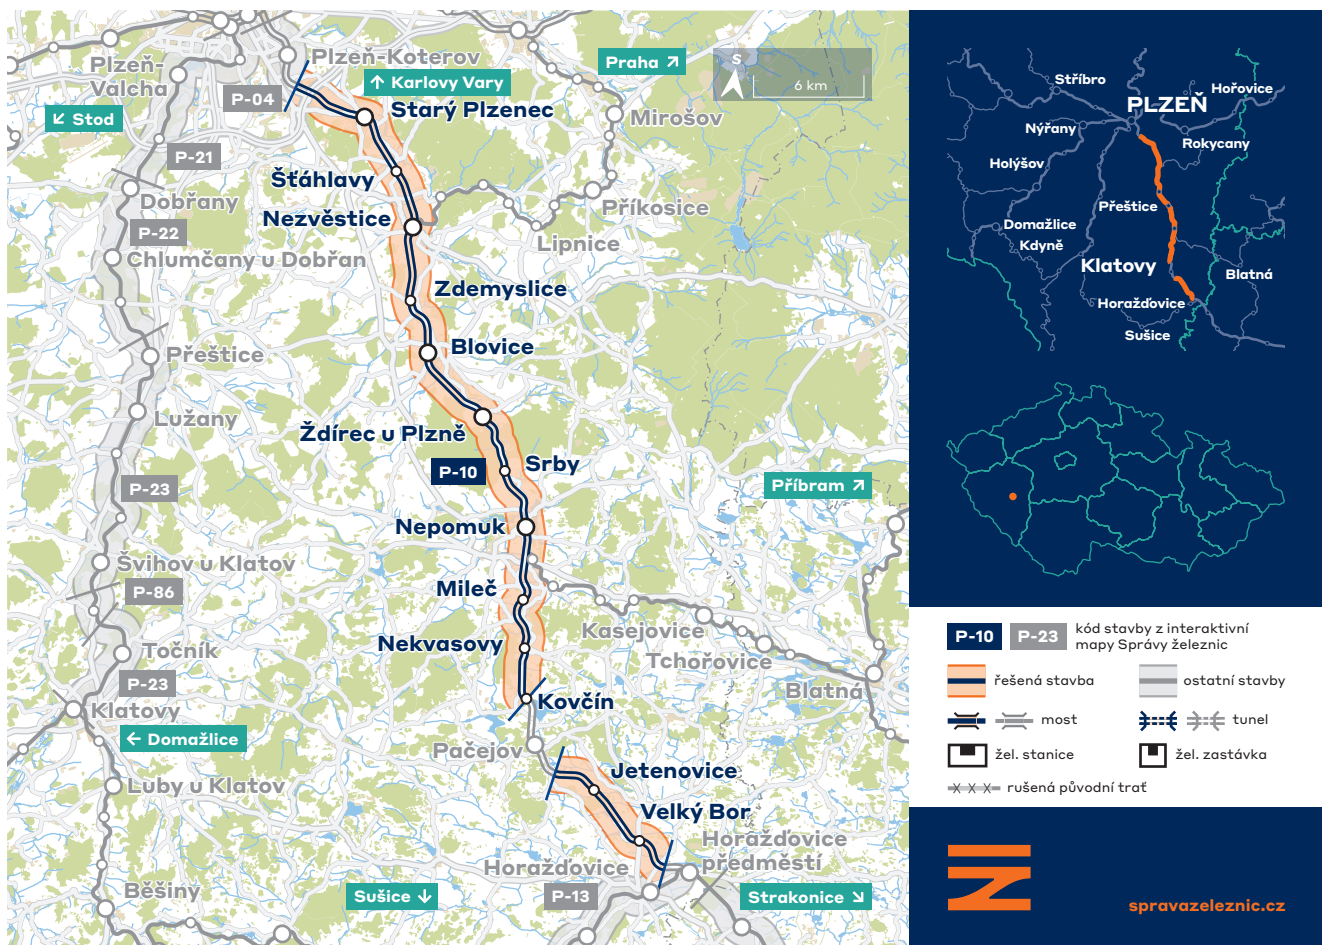 Plzeň-Koterov
Plzeň-
Valcha
P-04
↑ Karlovy Vary
Praha ↗
S
6 km
↙ Stod
Starý Plzenec
Mirošov
P-21
Šťáhlavy
Dobřany
Nezvěstice
Příkosice
P-22
Lipnice
Chlumčany u Dobřan
Zdemyslice
Přeštice
Blovice
Lužany
Ždírec u Plzně
P-10
Srby
P-23
Příbram ↗
Nepomuk
Švihov u Klatov
P-86
Mileč
Točník
Nekvasovy
Kasejovice
Tchořovice
P-23
Blatná
Klatovy
Kovčín
← Domažlice
Pačejov
Luby u Klatov
Jetenovice
Velký Bor
Horažďovice
předměstí
Horažďovice
Běšiny
Sušice ↓
P-13
Strakonice ↘
Stříbro
Hořovice
PLZEŇ
Nýřany
Rokycany
Holýšov
Přeštice
Domažlice
Kdyně
Klatovy
Blatná
Horažďovice
Sušice
P-10
P-23
kód stavby z interaktivní
mapy Správy železnic
řešená stavba
ostatní stavby
most
tunel
žel. stanice
žel. zastávka
rušená původní trať
spravazeleznic.cz